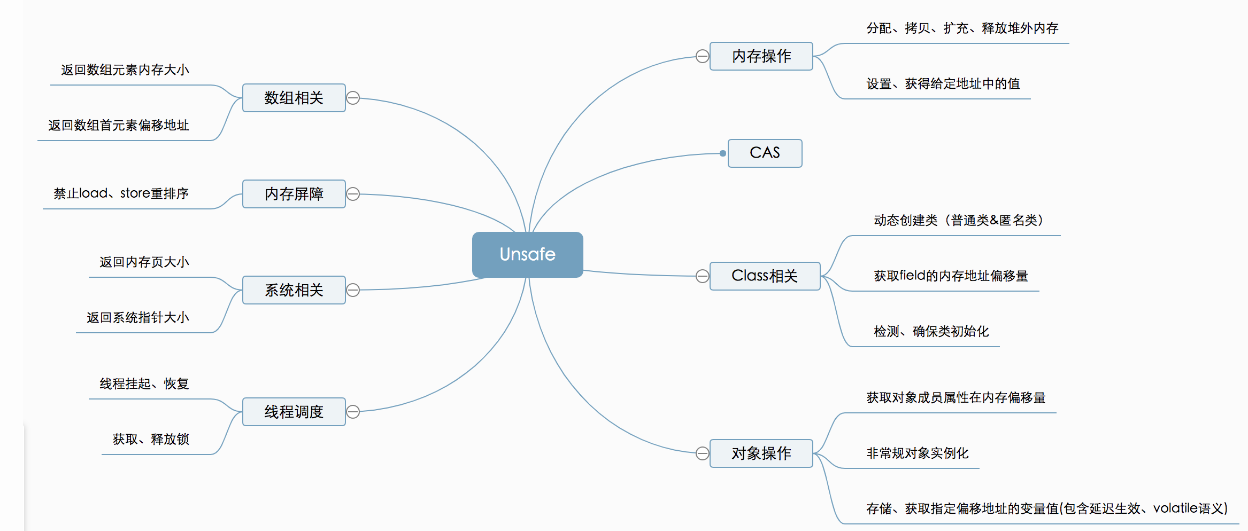 Unsafe
内存操作
分配、拷贝、扩充、释放堆外内存
设置、获得给定地址中的值
CAS
Class相关
动态创建类（普通类&匿名类）
获取field的内存地址偏移量
检测、确保类初始化
对象操作
获取对象成员属性在内存偏移量
非常规对象实例化
存储、获取指定偏移地址的变量值(包含延迟生效、volatile语义)
数组相关
返回数组元素内存大小
返回数组首元素偏移地址
内存屏障
禁止load、store重排序
系统相关
返回内存页大小
返回系统指针大小
线程调度
线程挂起、恢复
获取、释放锁